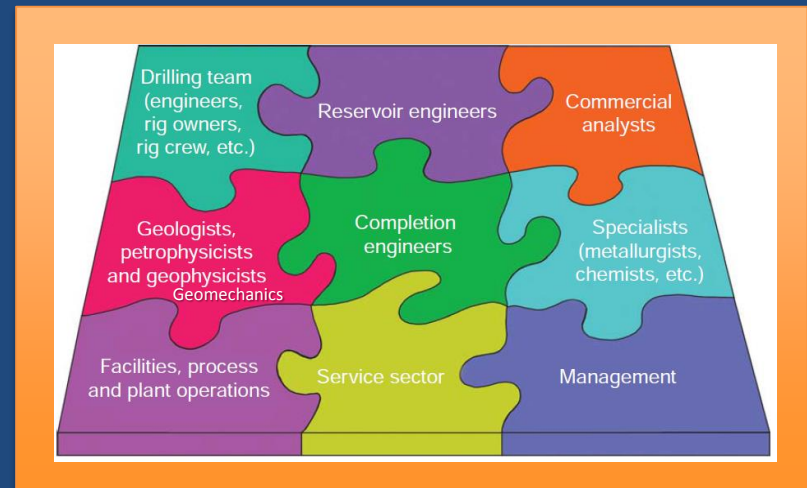 Drilling team
(engineers,
rig owners,
rig crew, etc.)
Reservoir engineers
Commercial
analysts
Geologists,
petrophysicists
and geophysicists
Geomechanics
Completion
engineers
Specialists
(metallurgists,
chemists, etc.)
Facilities, process
and plant operations
Service sector
Management